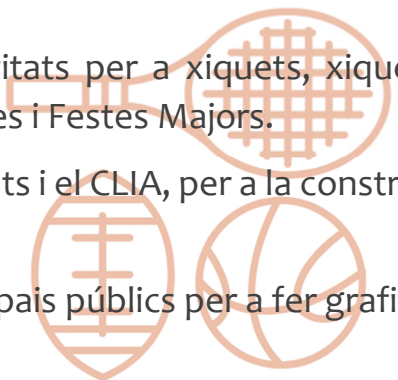 itats per a xiquets, xique
es i Festes Majors.
ts i el CLIA, per a la constr
pais públics per a fer grafi